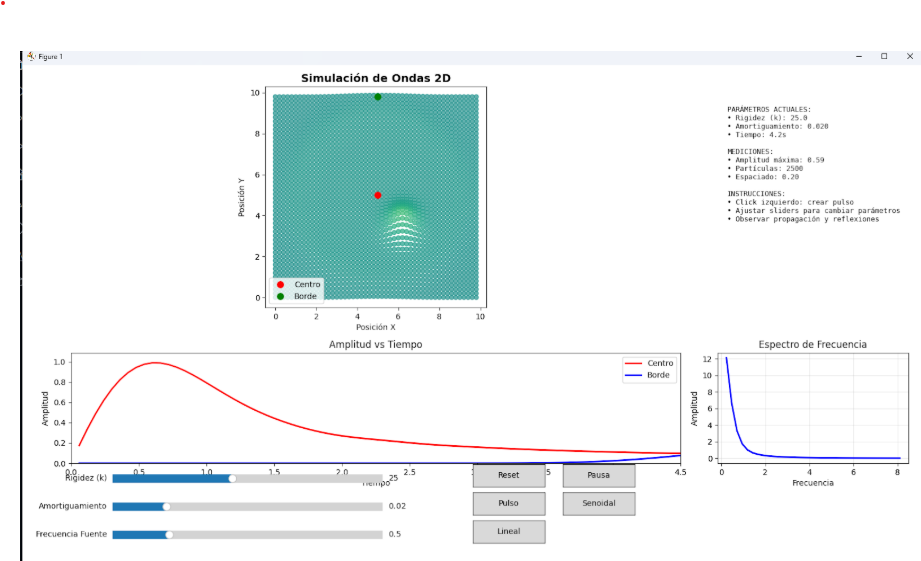 Figure 1
Simulación de Ondas 2D
10
8
6
4
2
0
Posición Y
Centro
Borde
0 2 4 6 8 10
Posición X
PARÁMETROS ACTUALES:
• Rigidez (k): 25.0
• Amortiguamiento: 0.020
• Tiempo: 4.2s
MEDICIONES:
• Amplitud máxima: 0.59
• Partículas: 2500
• Espaciado: 0.20
INSTRUCCIONES:
• Click izquierdo: crear pulso
• Ajustar sliders para cambiar parámetros
• Observar propagación y reflexiones
Amplitud vs Tiempo
1.0
0.8
0.6
0.4
0.2
0.0
Amplitud
Centro
Borde
0.0 0.5 1.0 1.5 2.0 2.5 4.5
Tiempo
Espectro de Frecuencia
12
10
8
6
4
2
0
Amplitud
0 2 4 6 8
Frecuencia
Rigidez (k) 25
Amortiguamiento 0.02
Frecuencia Fuente 0.5
Reset Pausa
Pulso Senoidal
Lineal